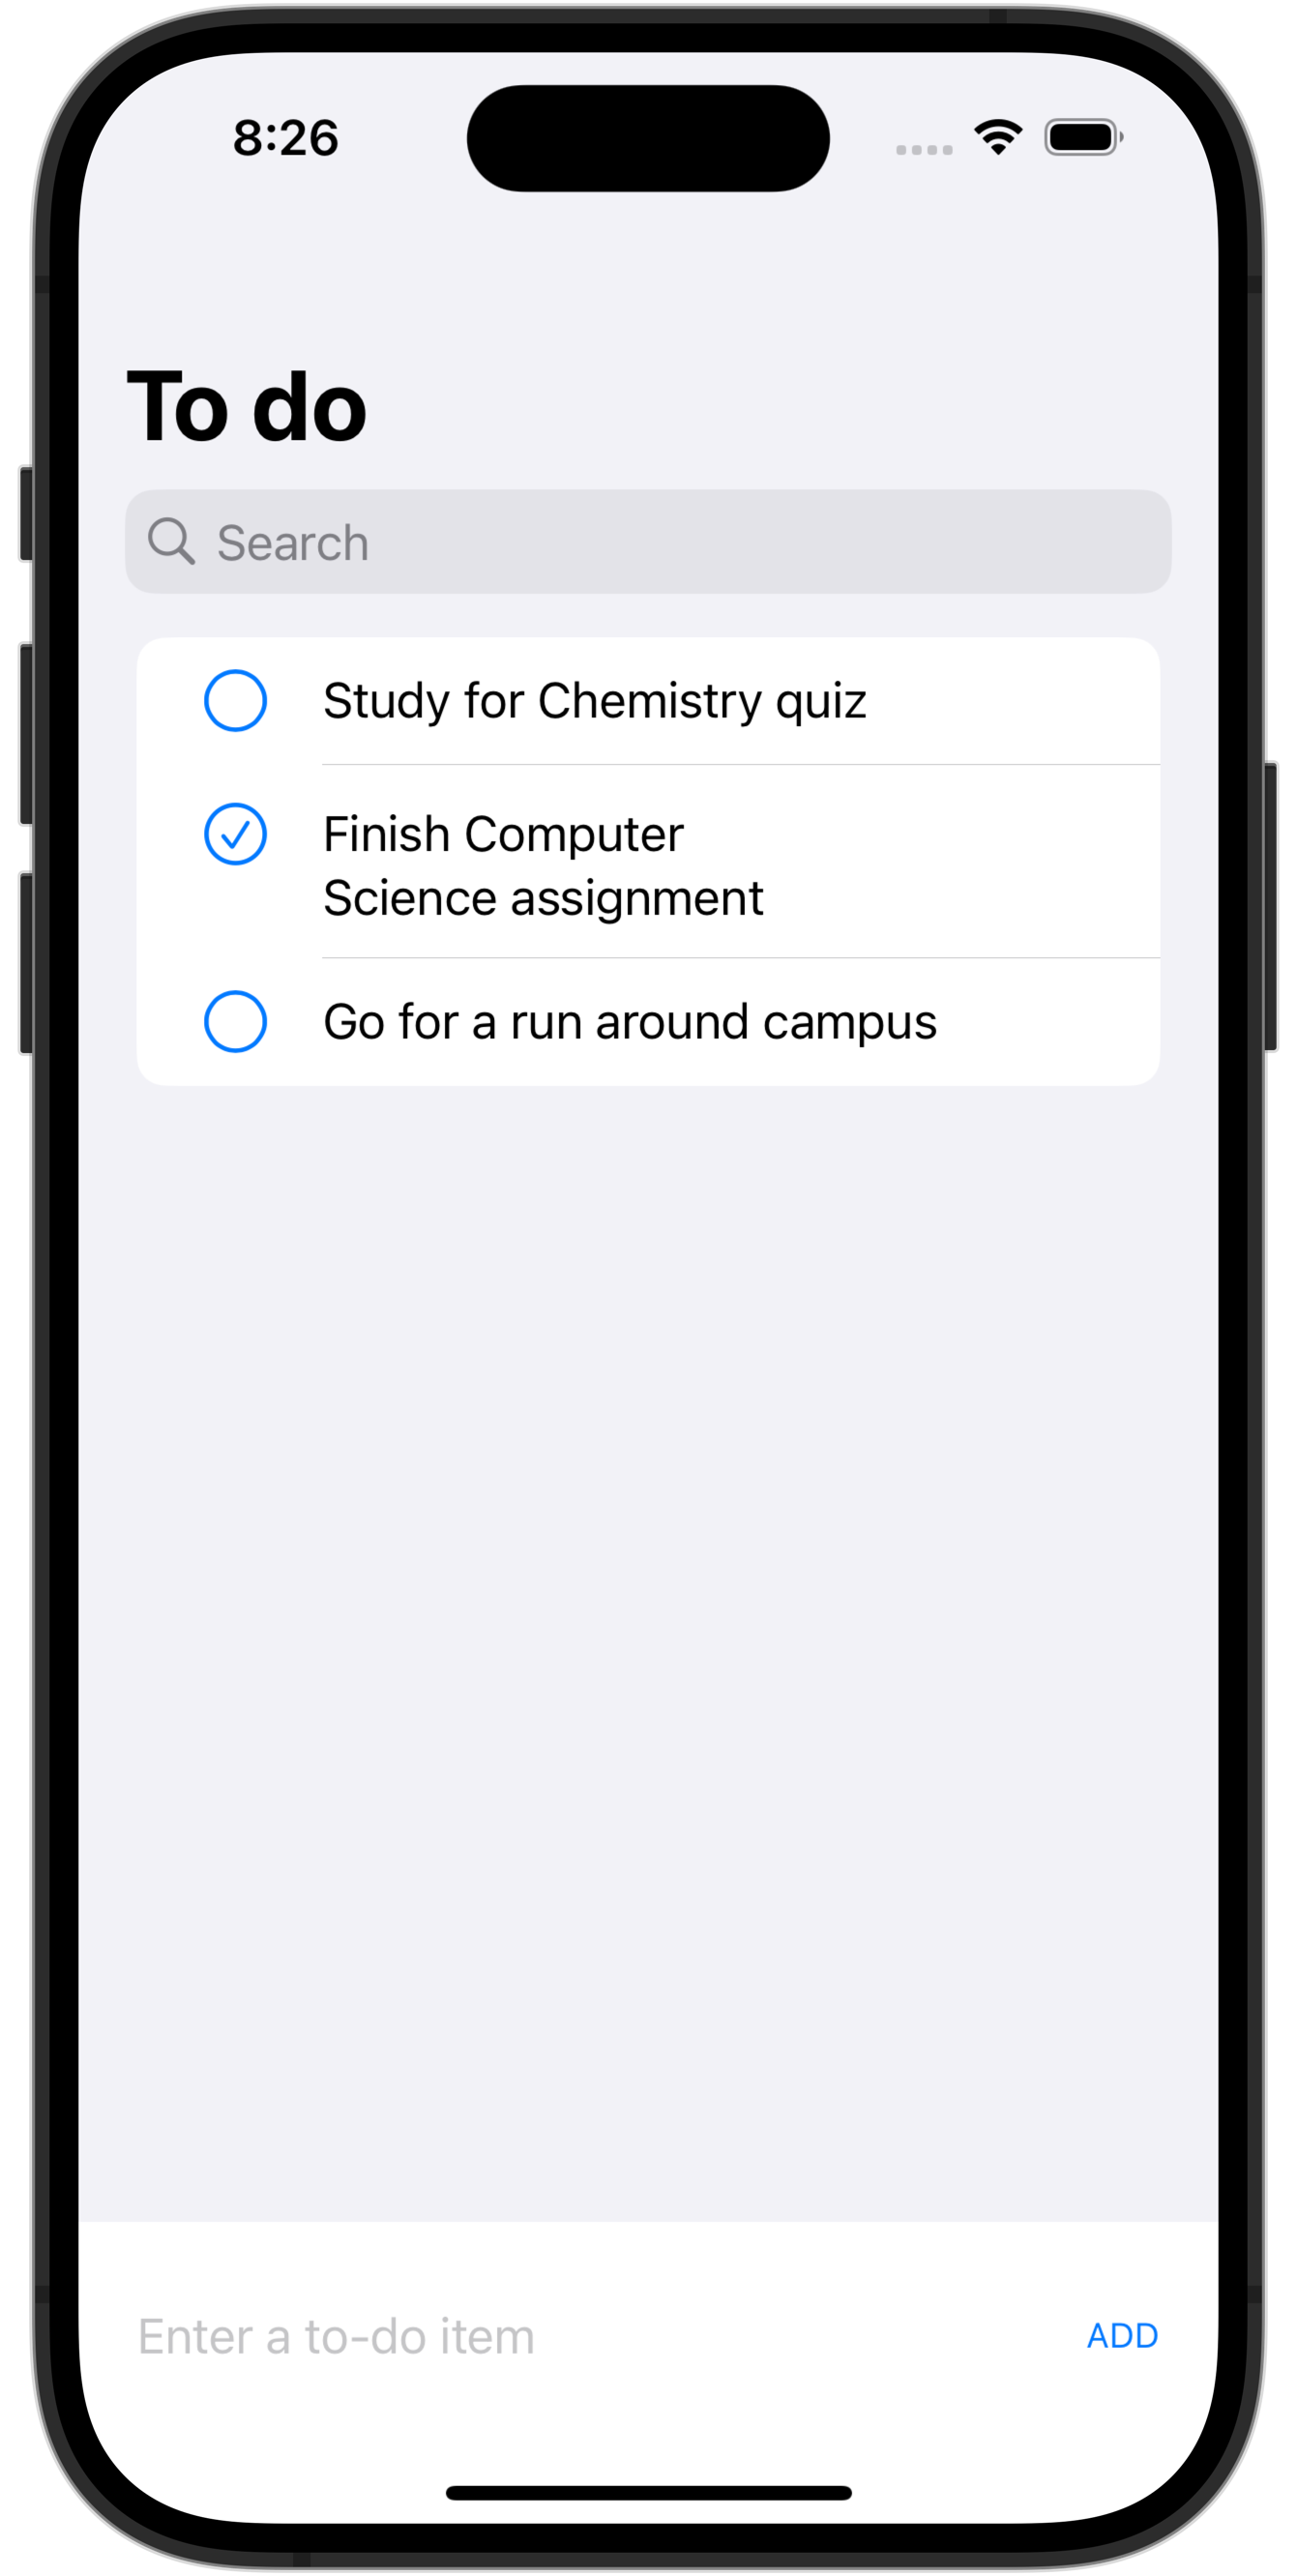 8:26
To do
Search
Study for Chemistry quiz
Finish Computer
Science assignment
Go for a run around campus
Enter a to-do item
ADD